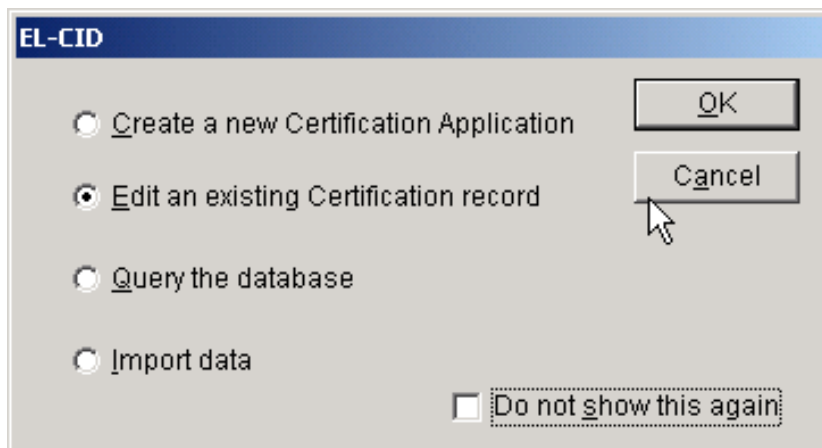 EL-CID
Create a new Certification Application
OK
Edit an existing Certification record
Cancel
Query the database
Import data
Do not show this again